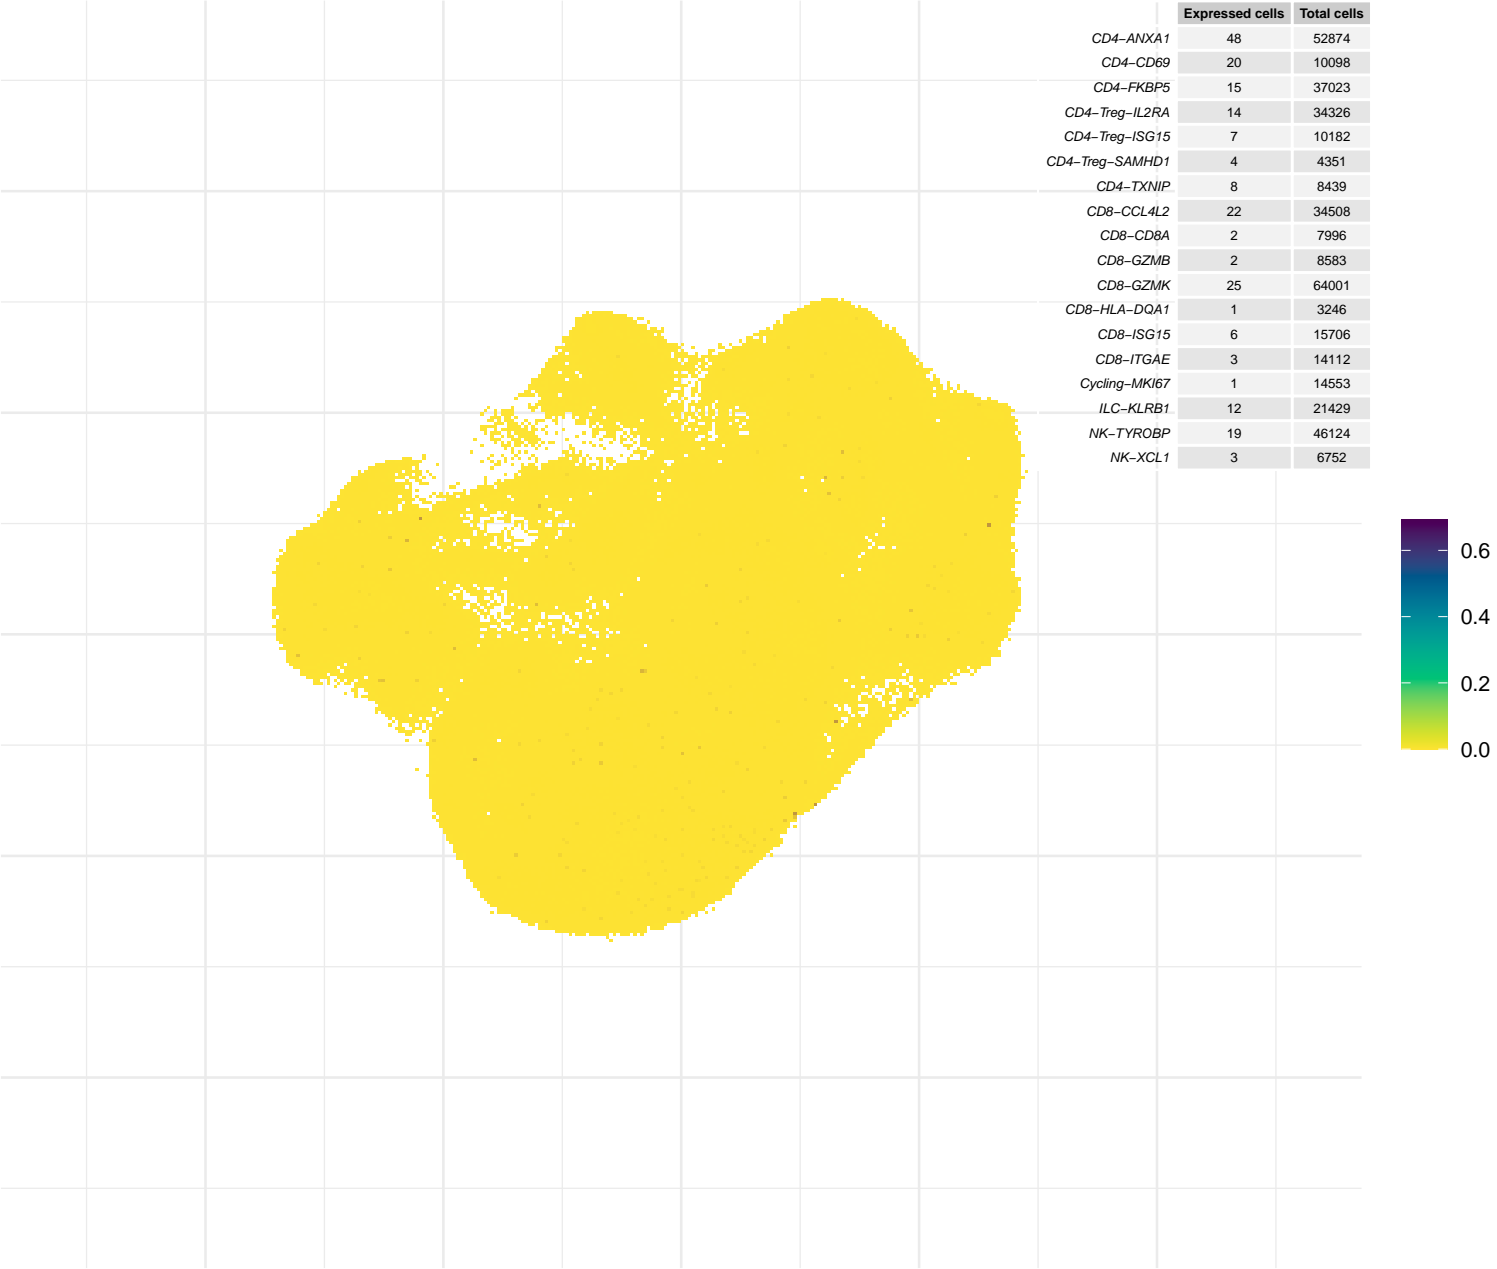 Expressed cells Total cells
CD4−ANXA1 48 52874
CD4−CD69 20 10098
CD4−FKBP5 15 37023
CD4−Treg−IL2RA 14 34326
CD4−Treg−ISG15 7 10182
CD4−Treg−SAMHD1 4 4351
CD4−TXNIP 8 8439
CD8−CCL4L2 22 34508
CD8−CD8A 2 7996
CD8−GZMB 2 8583
CD8−GZMK 25 64001
CD8−HLA−DQA1 1 3246
CD8−ISG15 6 15706
CD8−ITGAE 3 14112
Cycling−MKI67 1 14553
ILC−KLRB1 12 21429
NK−TYROBP 19 46124
NK−XCL1 3 6752
0.6
0.4
0.2
0.0